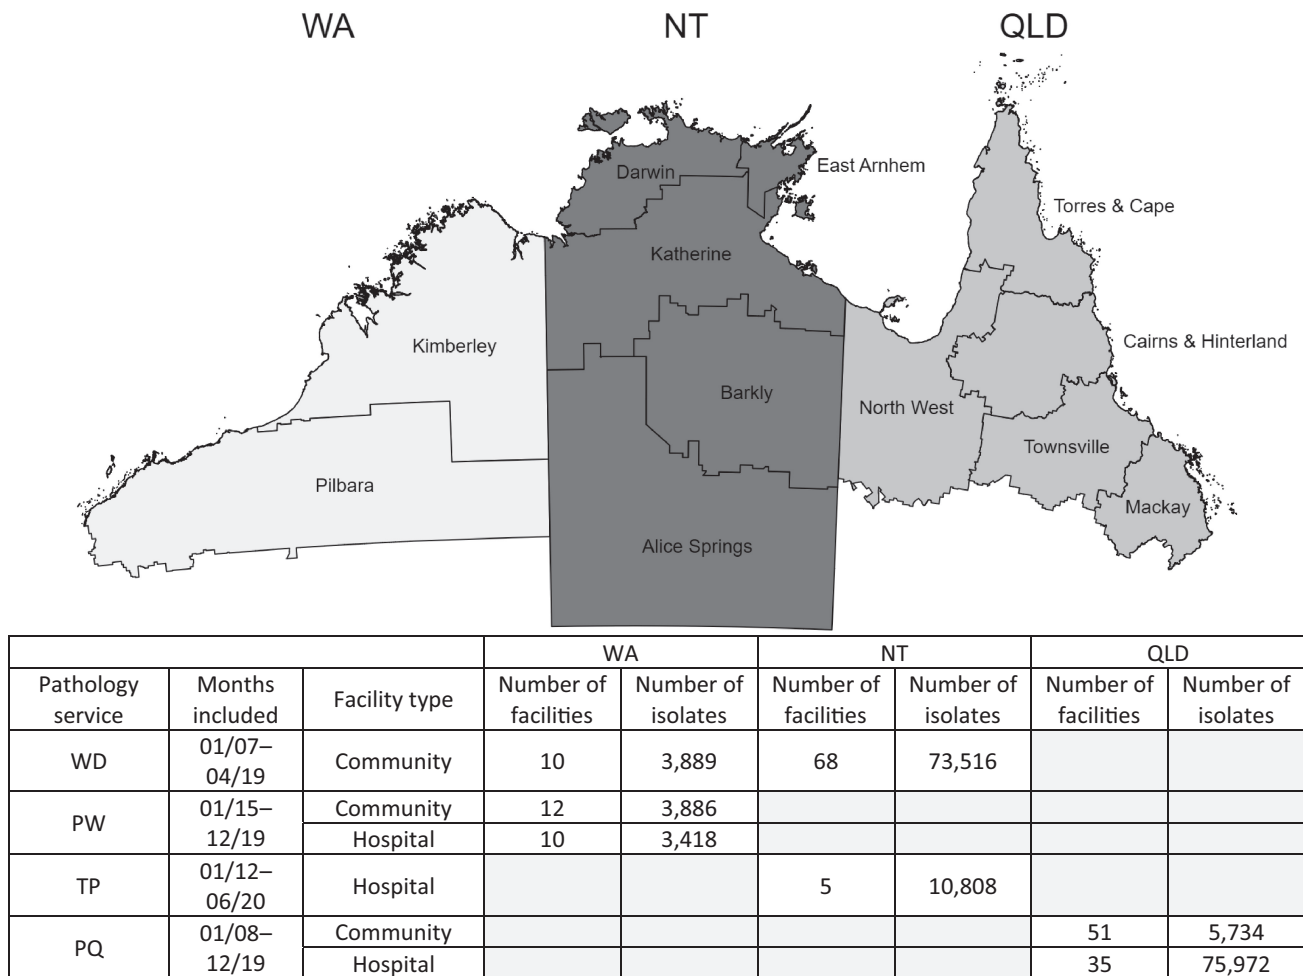 WA NT QLD
Darwin
East Arnhem
Torres & Cape
Katherine
Kimberley
Cairns & Hinterland
Barkly
North West
Townsville
Pilbara
Mackay
Alice Springs
WA NT QLD
Pathology service Months included Facility type Number of facilities Number of isolates Number of facilities Number of isolates Number of facilities Number of isolates
WD 01/07–04/19 Community 10 3,889 68 73,516
PW 01/15–12/19 Community 12 3,886
Hospital 10 3,418
TP 01/12–06/20 Hospital 5 10,808
PQ 01/08–12/19 Community 51 5,734
Hospital 35 75,972